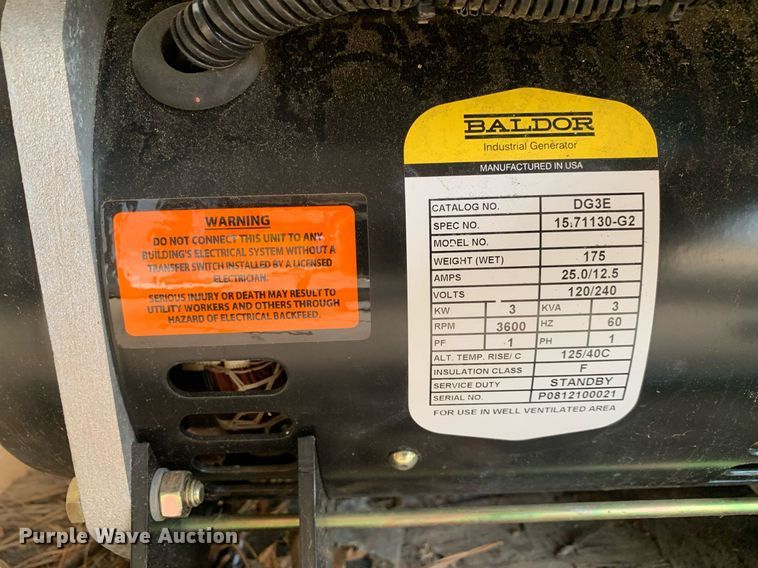 BALDOR
Industrial Generator
MANUFACTURED IN USA
CATALOG NO. DG3E
SPEC NO. 15.71130-G2
MODEL NO.
WEIGHT (WET) 175
AMPS 25.0/12.5
VOLTS 120/240
KW 3 KVA 3
RPM 3600 HZ 60
PF 1 PH 1
ALT. TEMP. RISE/ C 125/40C
INSULATION CLASS F
SERVICE DUTY STANDBY
SERIAL NO. P0812100021
FOR USE IN WELL VENTILATED AREA
WARNING
DO NOT CONNECT THIS UNIT TO ANY
BUILDING'S ELECTRICAL SYSTEM WITHOUT A
TRANSFER SWITCH INSTALLED BY A LICENSED
ELECTRICIAN.
SERIOUS INJURY OR DEATH MAY RESULT TO
UTILITY WORKERS AND OTHERS THROUGH
HAZARD OF ELECTRICAL BACKFEED.
Purple Wave Auction